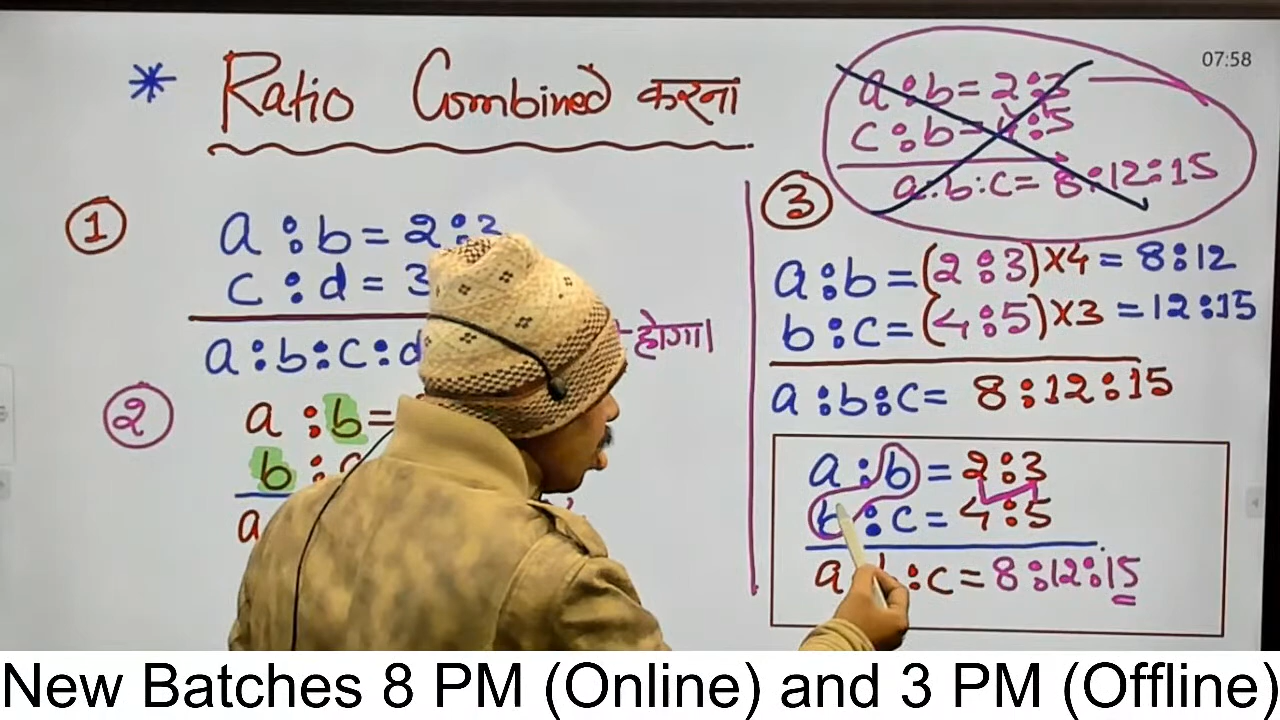 * Ratio Combined करना
07:58
a:b = 2:3
c:b = 4:5
a:b:c = 8:12:15
①
a:b = 2:3
c:d = 3
a:b:c:d
होगा।
②
a:b=
b:c
a
③
a:b = (2:3)×4 = 8:12
b:c = (4:5)×3 = 12:15
a:b:c = 8:12:15
a:b = 2:3
b:c = 4:5
a :c = 8:12:15
New Batches 8 PM (Online) and 3 PM (Offline)